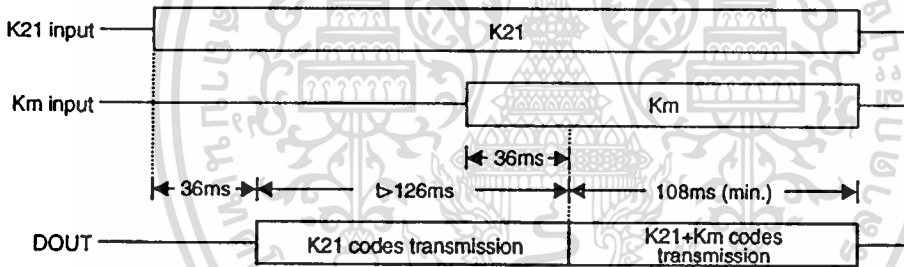 K21 input
K21
Km input
Km
36ms
36ms
t>126ms
108ms (min.)
DOUT
K21 codes transmission
K21+Km codes
transmission